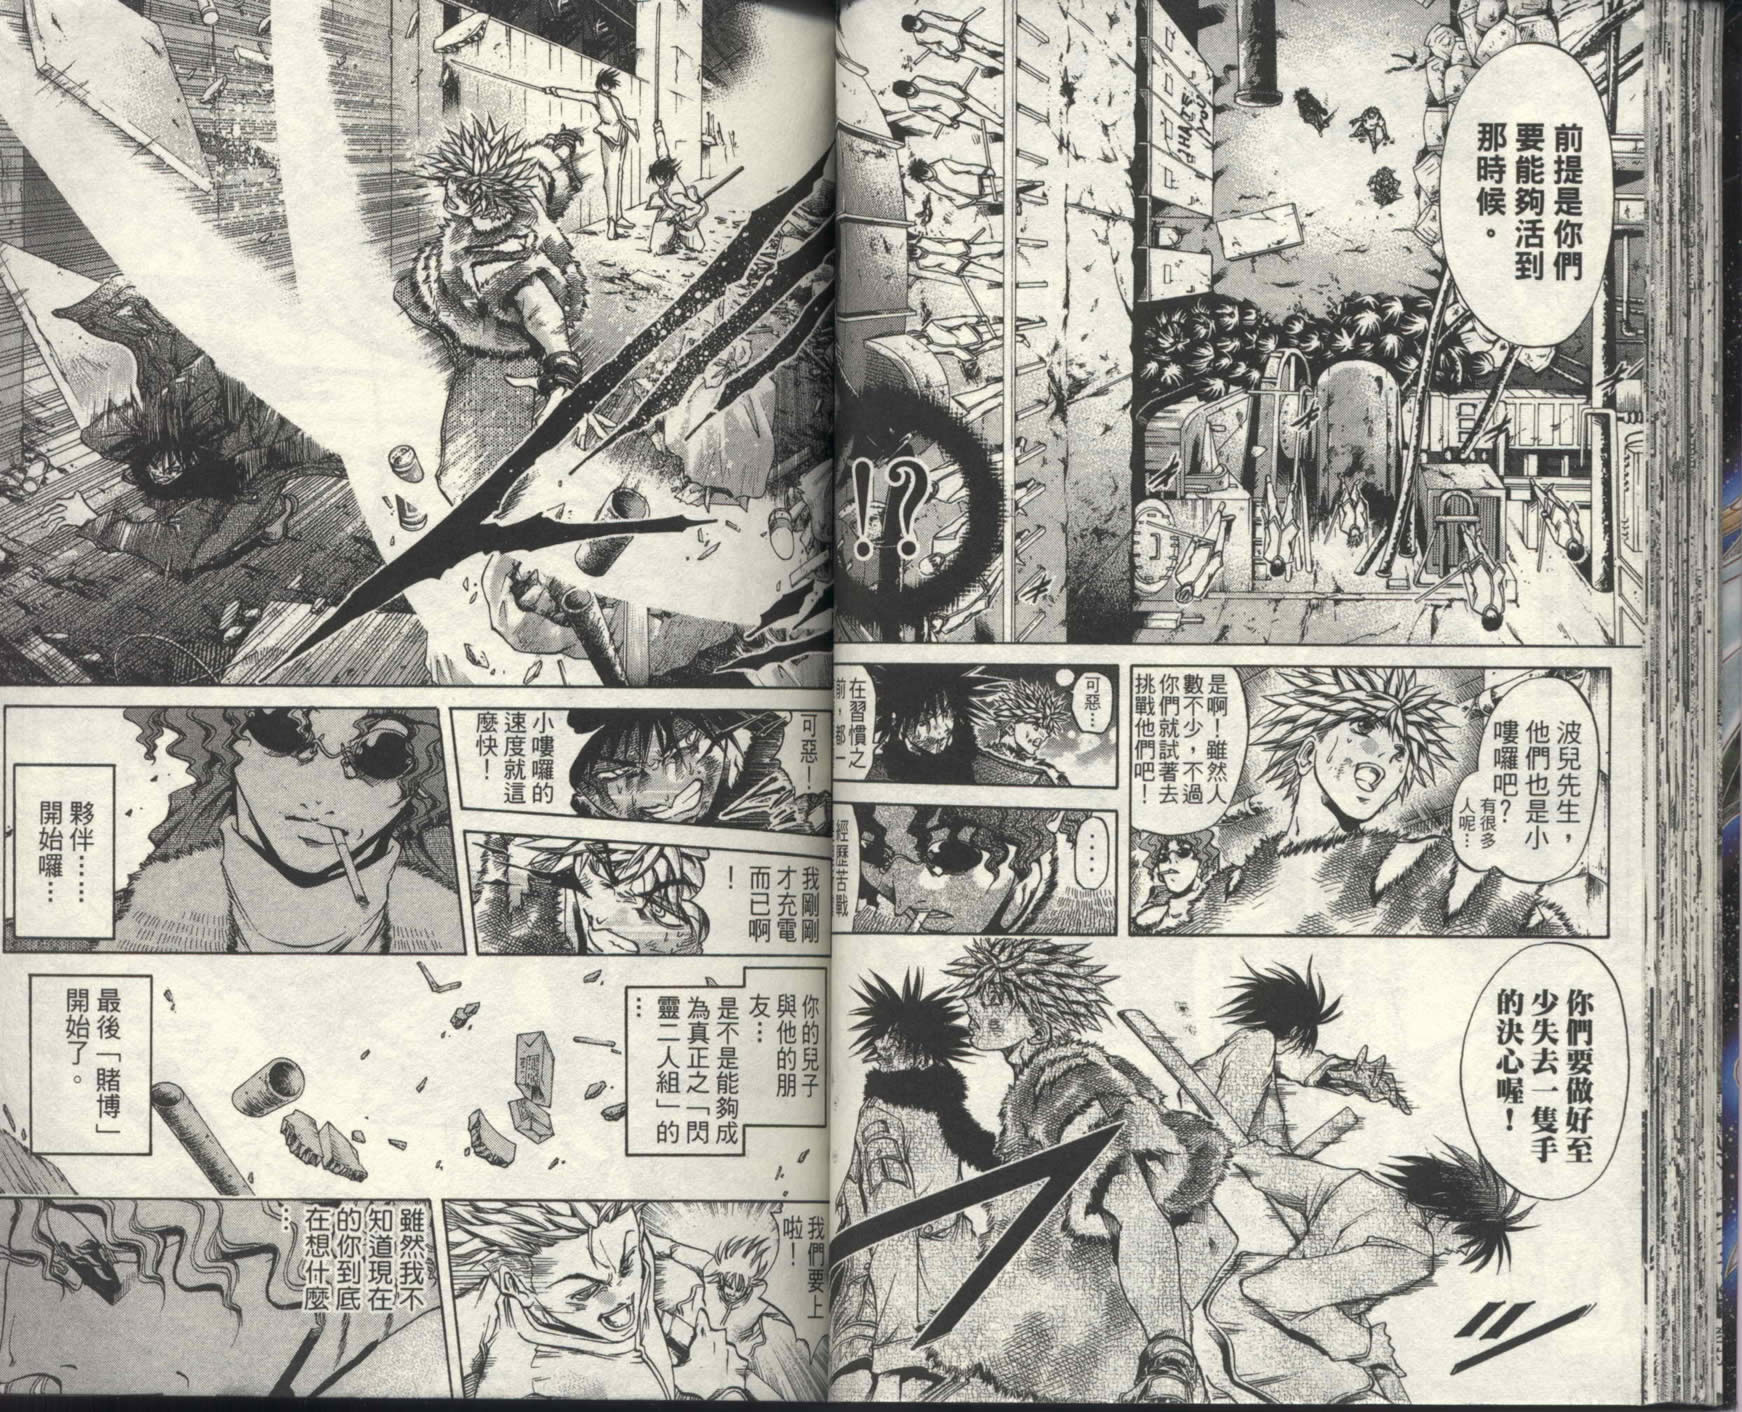 前提是你們
要能夠活到
那時候。
!?
波兒先生，
他們也是小
嘍囉吧?
有很多
人呢…
是啊！雖然人
數不少，不過
你們就試著去
挑戰他們吧！
可惡…
在習慣之
前，都一
‥‥
經歷苦戰
你們要做好至
少失去一隻手
的決心喔！
可惡！
小嘍囉的
速度就這
麼快！
我剛剛
才充電
而已啊
！
夥伴……
開始囉…
你的兒子
與他的朋
友…
是不是能夠成
為真正之「閃
靈二人組」的
…
最後「賭博」
開始了。
我們要上
啦！
雖然我不
知道現在
的你到底
在想什麼
…